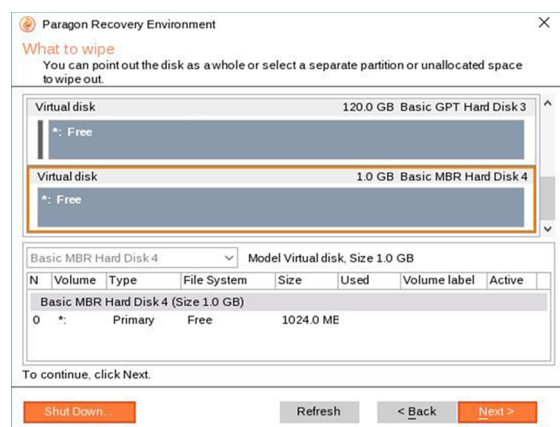 Paragon Recovery Environment
What to wipe
You can point out the disk as a whole or select a separate partition or unallocated space
to wipe out.
Virtual disk 120.0 GB Basic GPT Hard Disk 3
*: Free
Virtual disk 1.0 GB Basic MBR Hard Disk 4
*: Free
Basic MBR Hard Disk 4 Model Virtual disk, Size 1.0 GB
N Volume Type File System Size Used Volume label Active
Basic MBR Hard Disk 4 (Size 1.0 GB)
0 *: Primary Free 1024.0 ME
To continue, click Next.
Shut Down... Refresh < Back Next >